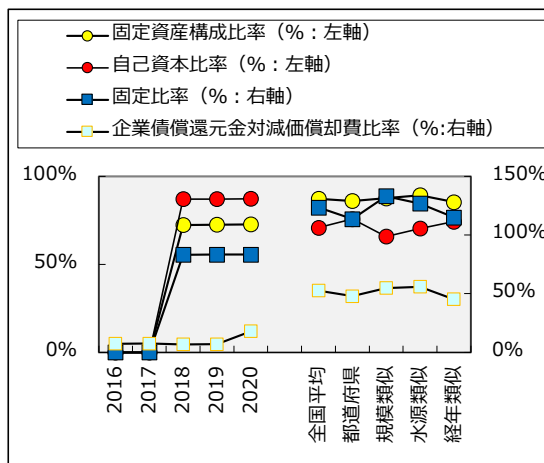 固定資産構成比率（%：左軸）
自己資本比率（%：左軸）
固定比率（%：右軸）
企業債償還元金対減価償却費比率（%:右軸）
100%
50%
0%
150%
100%
50%
0%
2016
2017
2018
2019
2020
全国平均
都道府県
規模類似
水源類似
経年類似